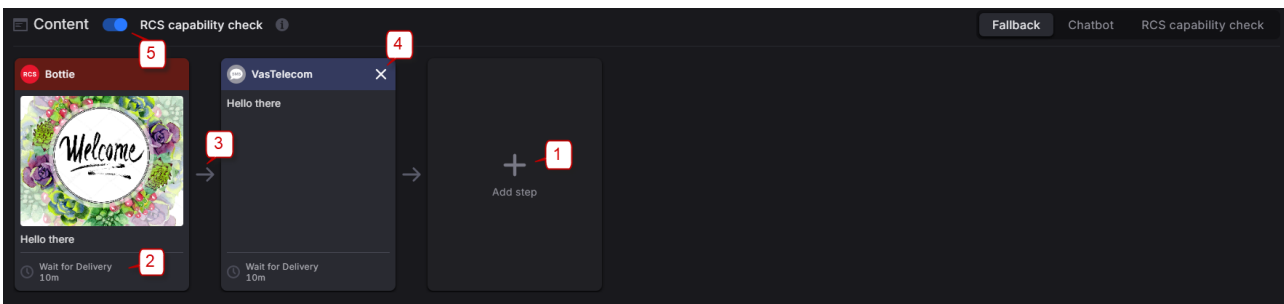 Content RCS capability check i Fallback Chatbot RCS capability check
5 4
RCS Bottie
SMS VasTelecom
Hello there
Welcome
3
1
Add step
Hello there
Wait for Delivery
10m
2
Wait for Delivery
10m